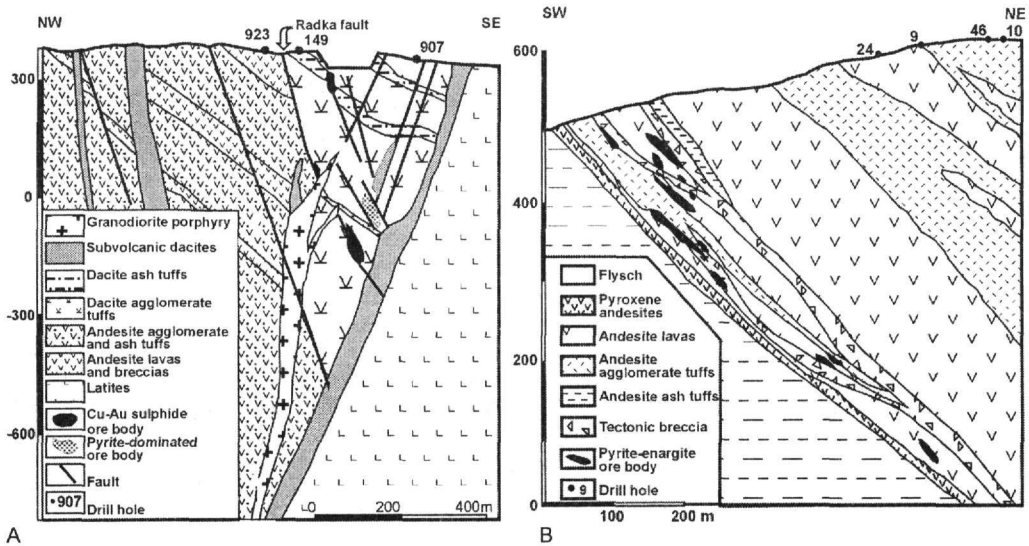 NW
923
Radka fault
149
907
SE
300
0
-300
-600
Granodiorite porphyry
Subvolcanic dacites
Dacite ash tuffs
Dacite agglomerate
tuffs
Andesite agglomerate
and ash tuffs
Andesite lavas
and breccias
Latites
Cu-Au sulphide
ore body
Pyrite-dominated
ore body
Fault
907
Drill hole
0 200 400m
A
SW
NE
24
9
46
10
600
400
200
0
Flysch
Pyroxene
andesites
Andesite lavas
Andesite
agglomerate tuffs
Andesite ash tuffs
Tectonic breccia
Pyrite-enargite
ore body
9
Drill hole
100 200 m
B